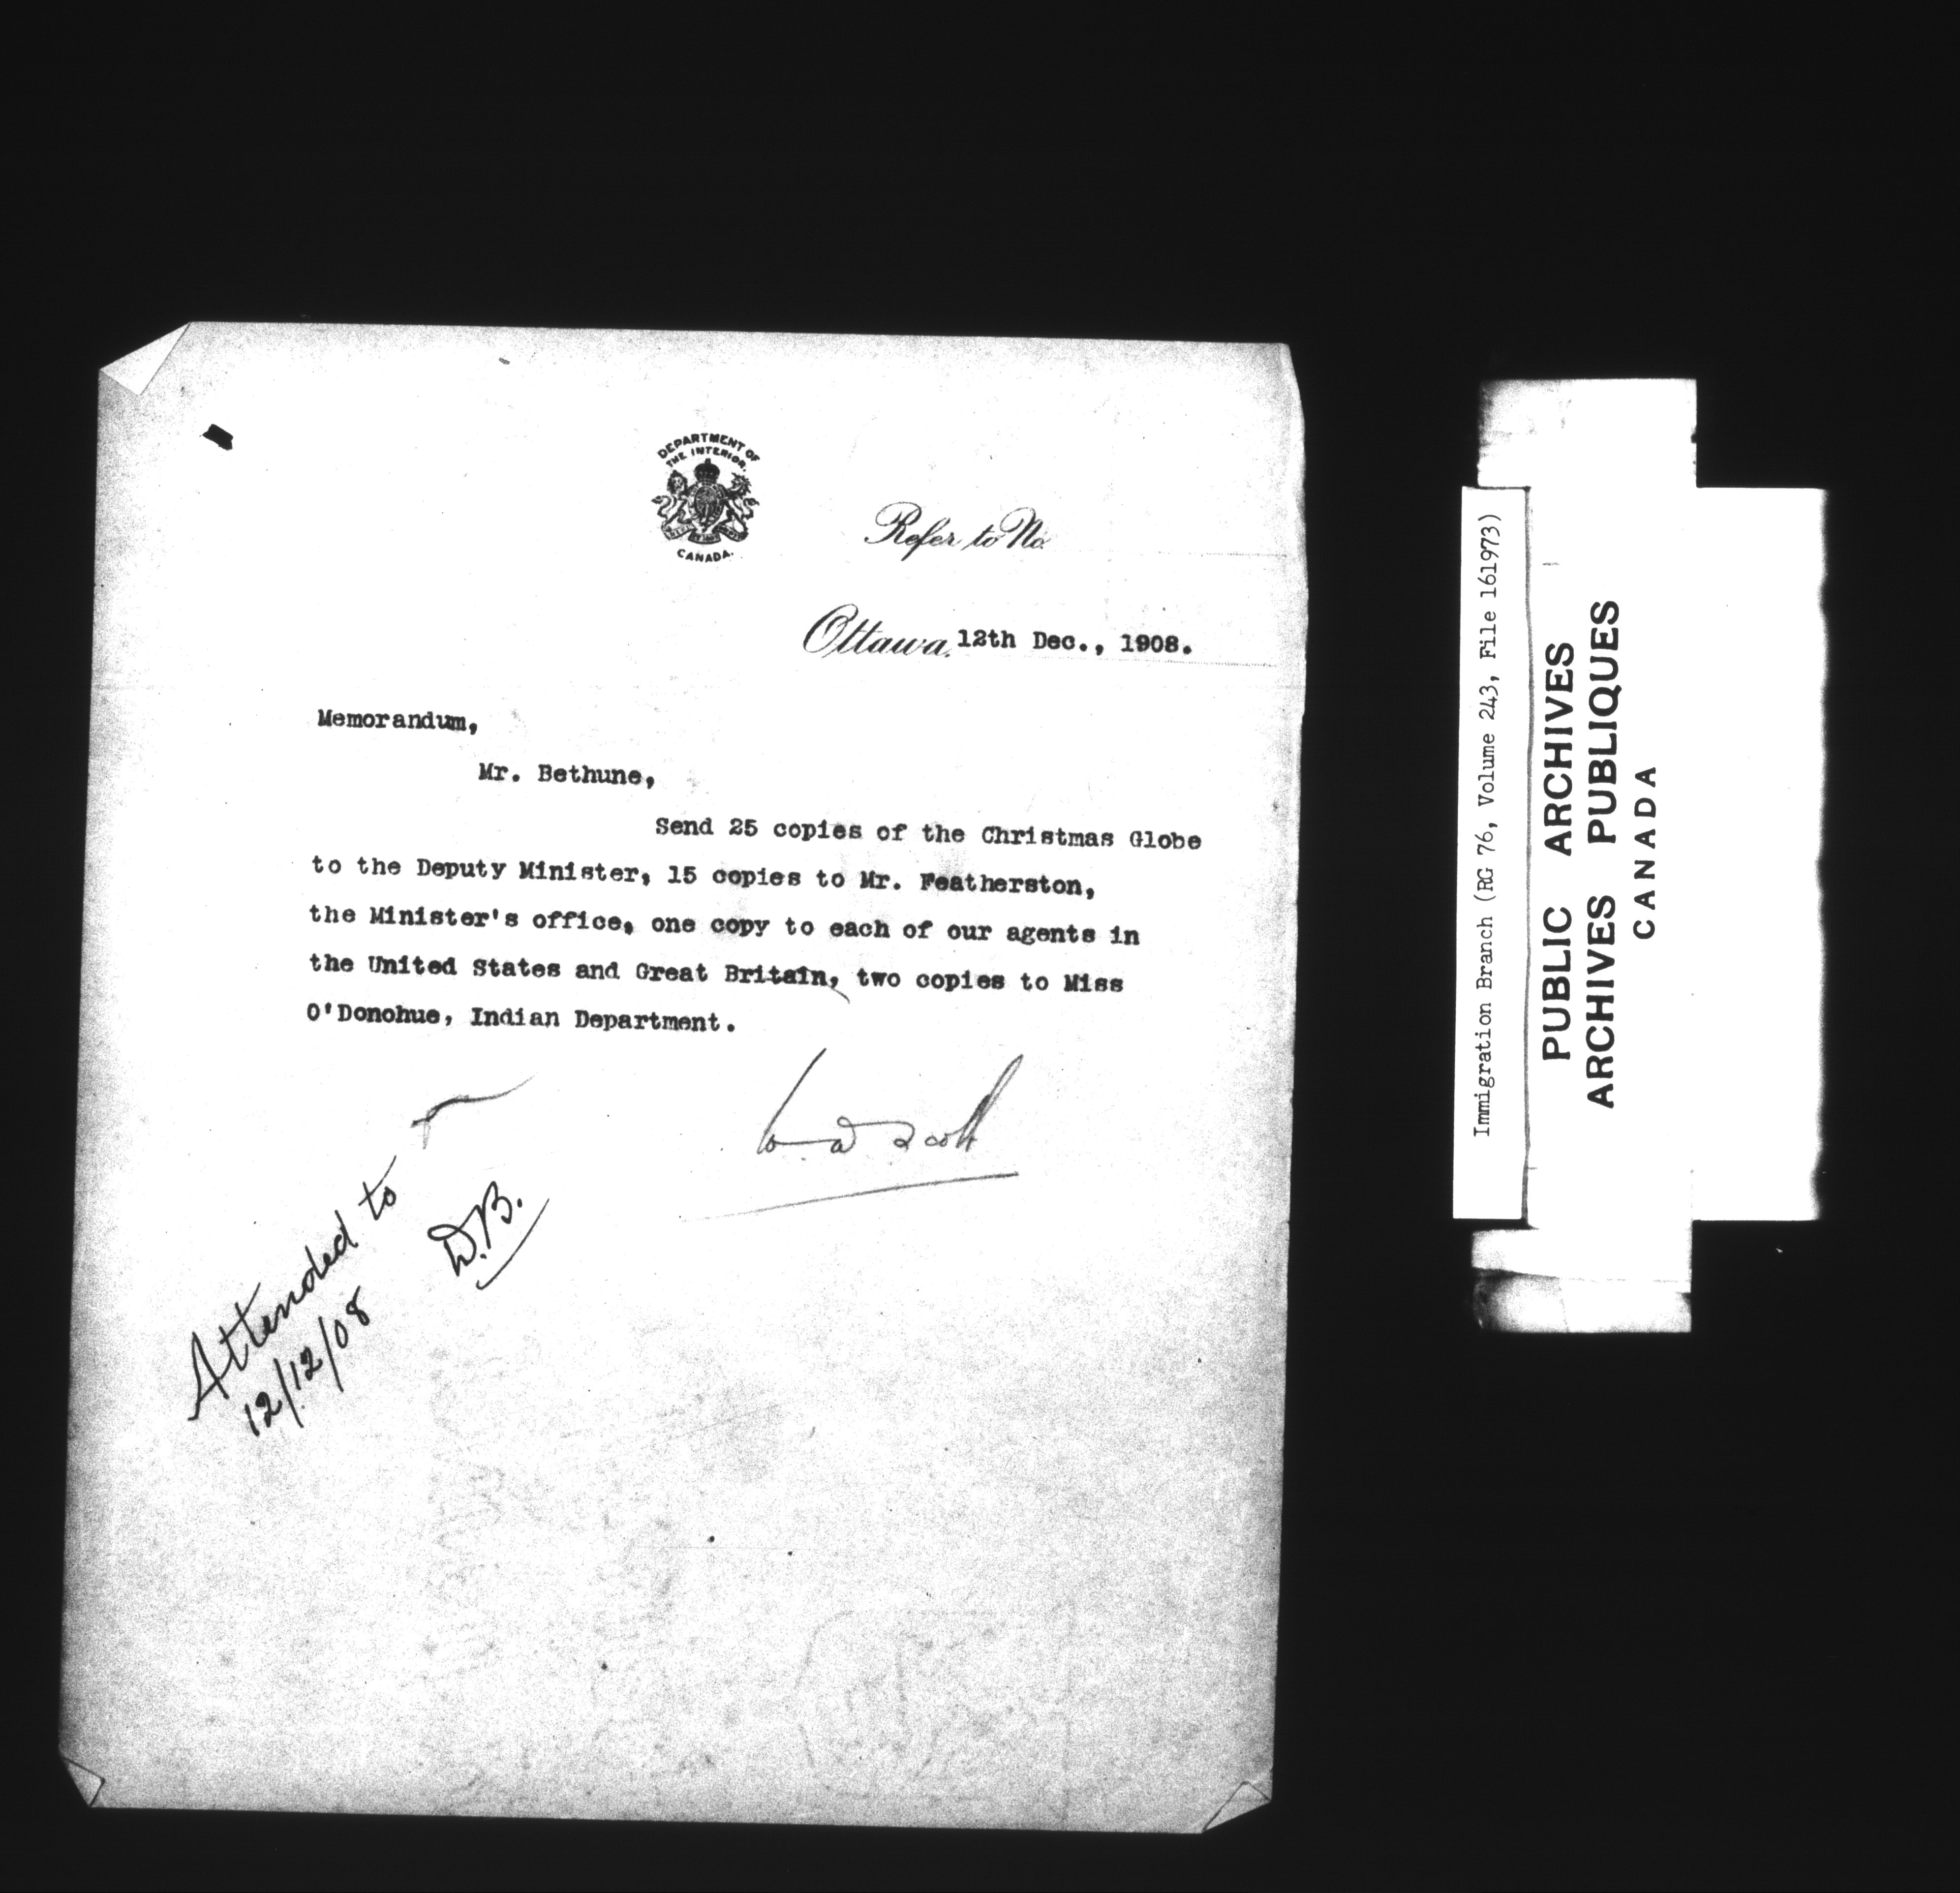 DEPARTMENT OF
THE INTERIOR.
CANADA.
Refer to No.
Ottawa, 12th Dec., 1908.
Memorandum,
Mr. Bethune,
Send 25 copies of the Christmas Globe
to the Deputy Minister, 15 copies to Mr. Featherston,
the Minister's office, one copy to each of our agents in
the United States and Great Britain, two copies to Miss
O'Donohue, Indian Department.
W D Scott
Attended to
12/12/08
D.B.
Immigration Branch (RG 76, Volume 243, File 161973)
PUBLIC ARCHIVES
ARCHIVES PUBLIQUES
CANADA